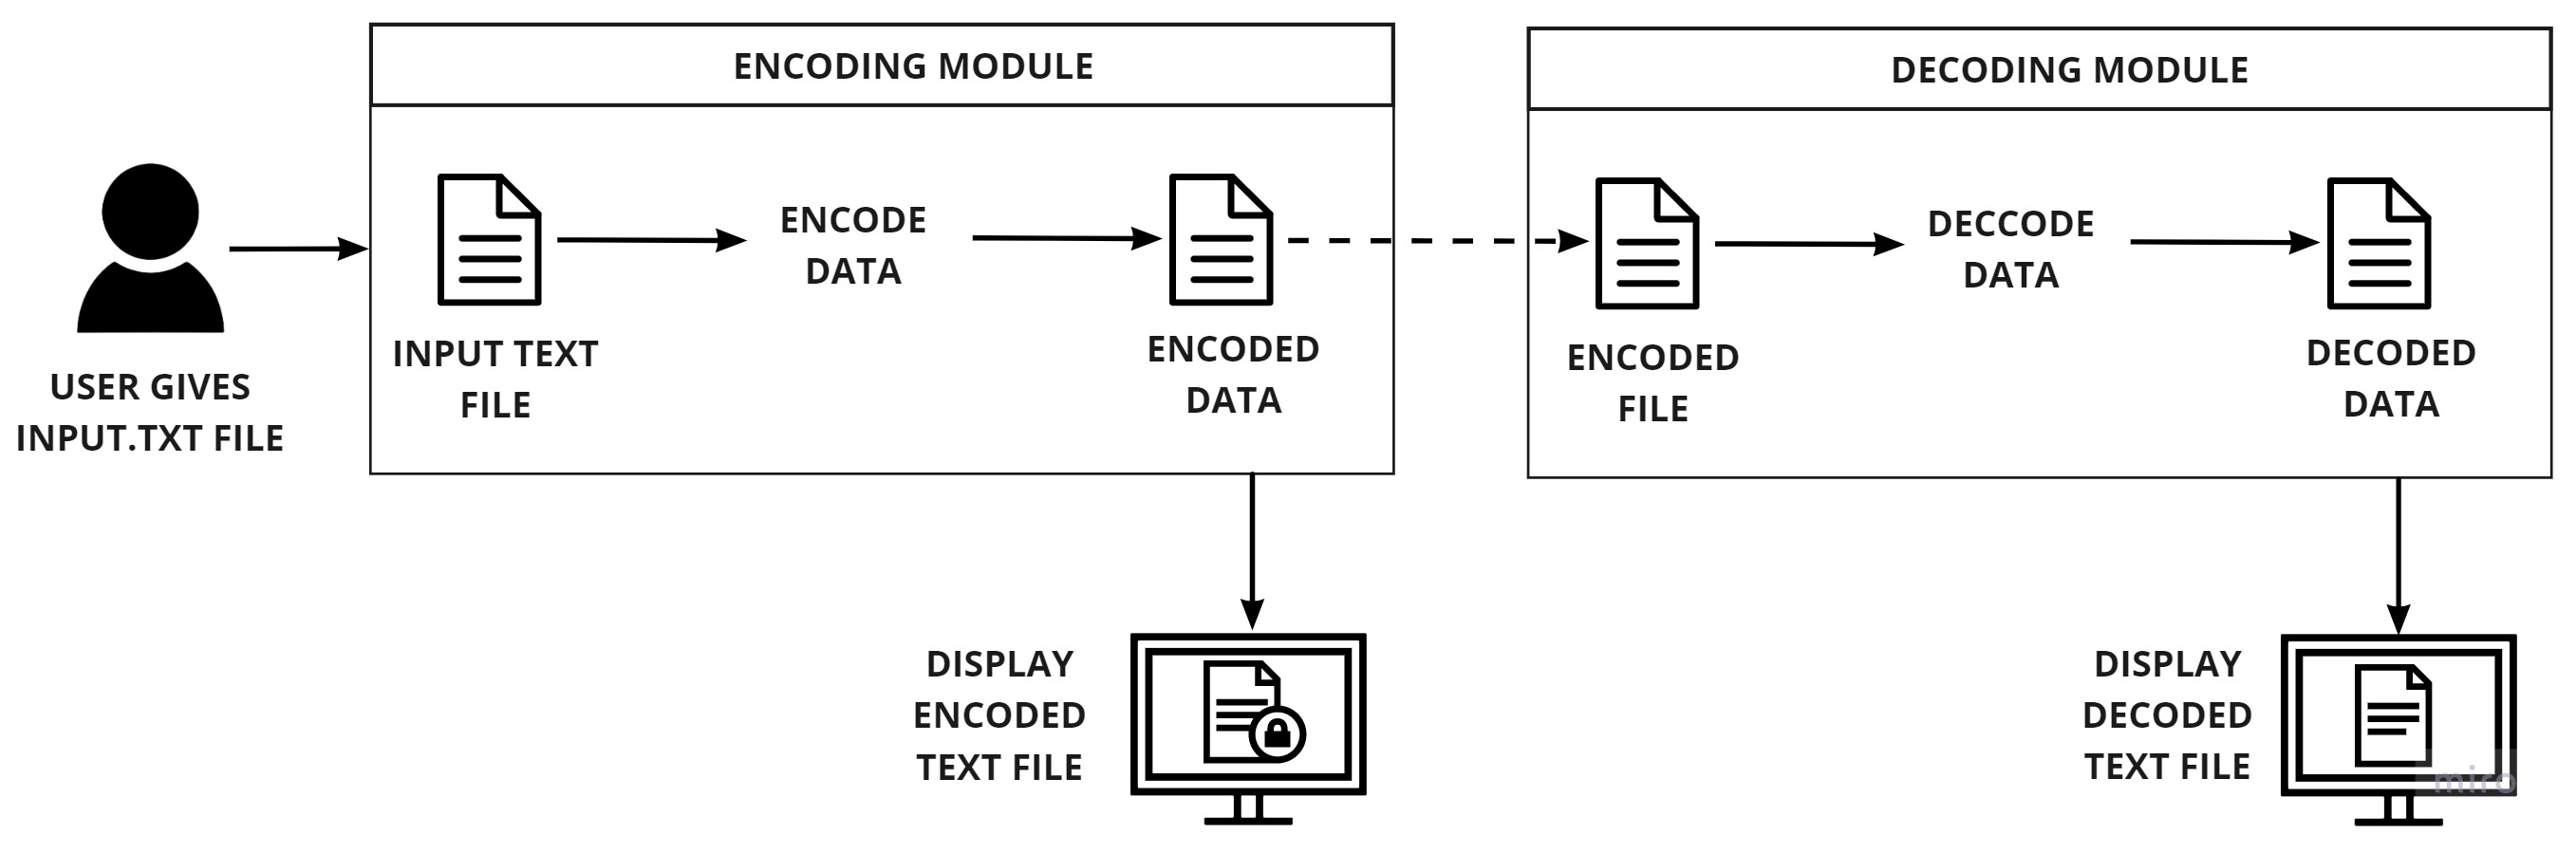 ENCODING MODULE
DECODING MODULE
USER GIVES
INPUT.TXT FILE
INPUT TEXT
FILE
ENCODE
DATA
ENCODED
DATA
ENCODED
FILE
DECCODE
DATA
DECODED
DATA
DISPLAY
ENCODED
TEXT FILE
DISPLAY
DECODED
TEXT FILE
miro